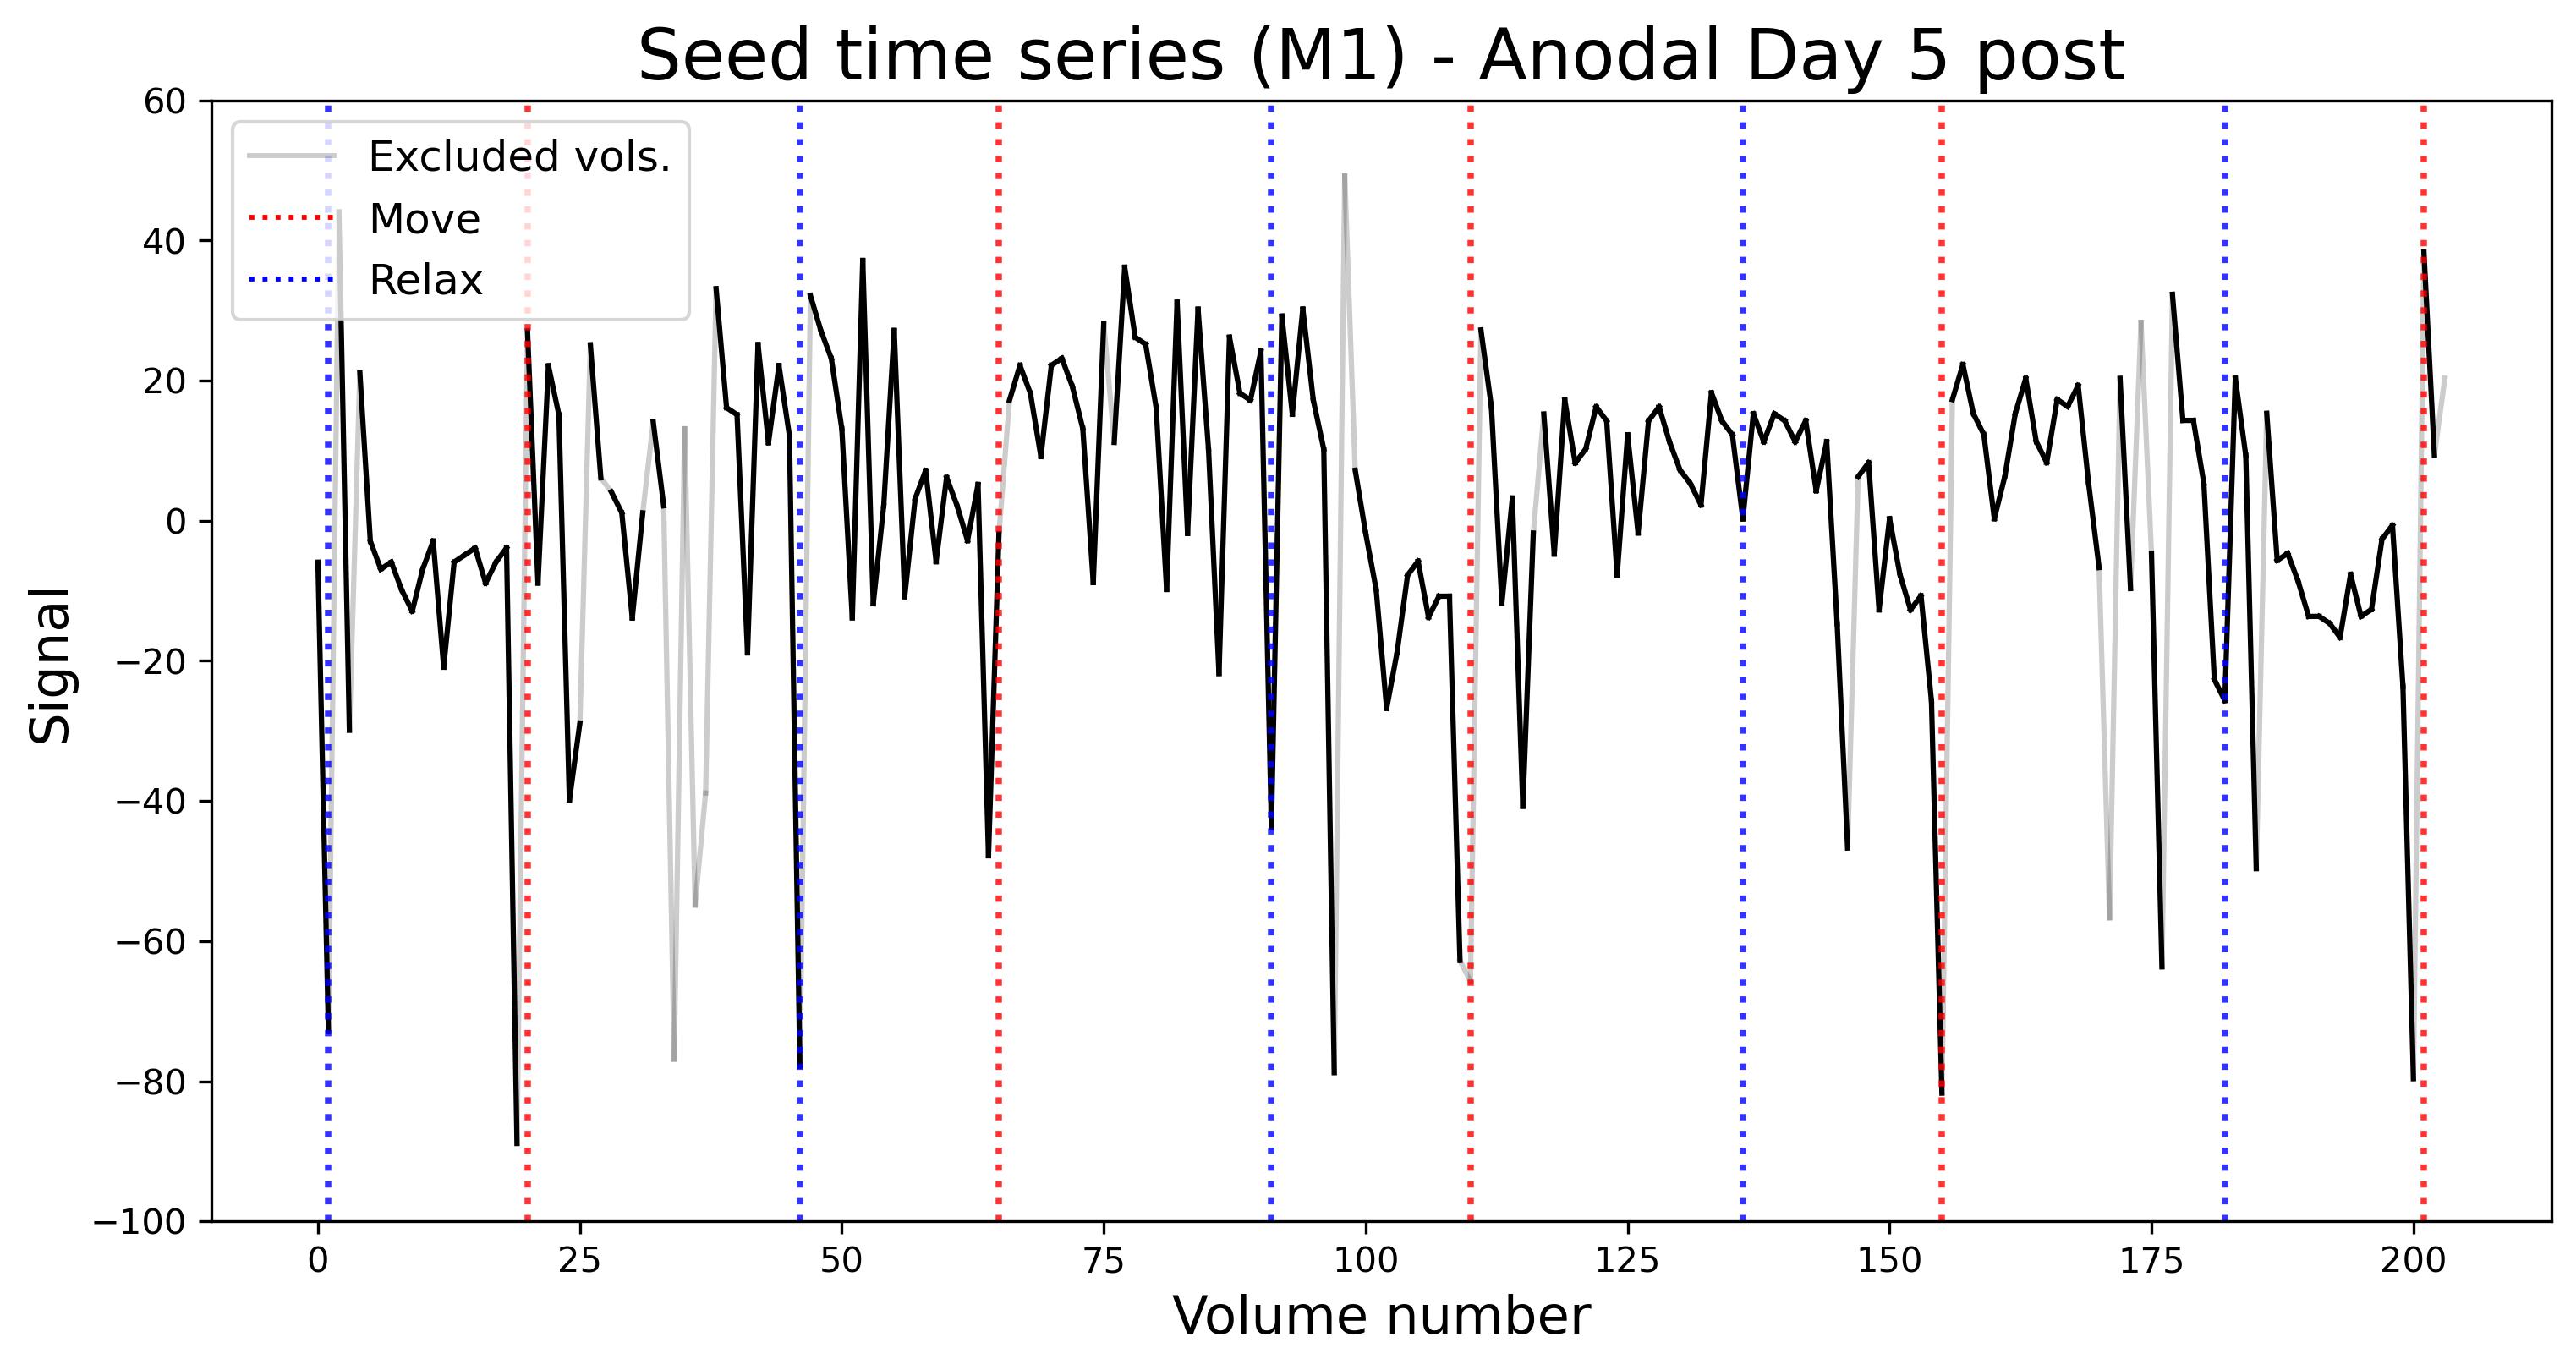 Seed time series (M1) - Anodal Day 5 post
60
40
20
0
−20
−40
−60
−80
−100
Signal
Excluded vols.
Move
Relax
0 25 50 75 100 125 150 175 200
Volume number